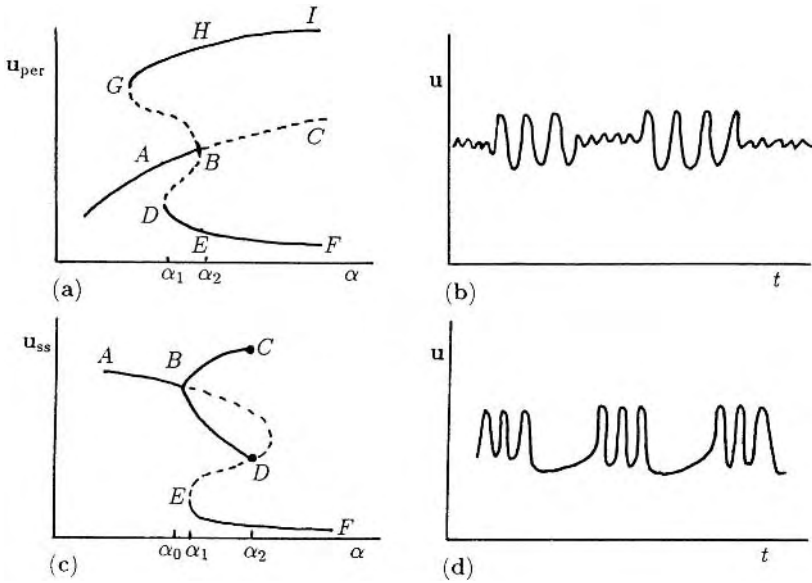 I
H
u_per
G
A
C
B
D
E
F
α₁ α₂ α
(a)
u
t
(b)
u_ss
A
B
C
D
E
F
α₀ α₁ α₂ α
(c)
u
t
(d)